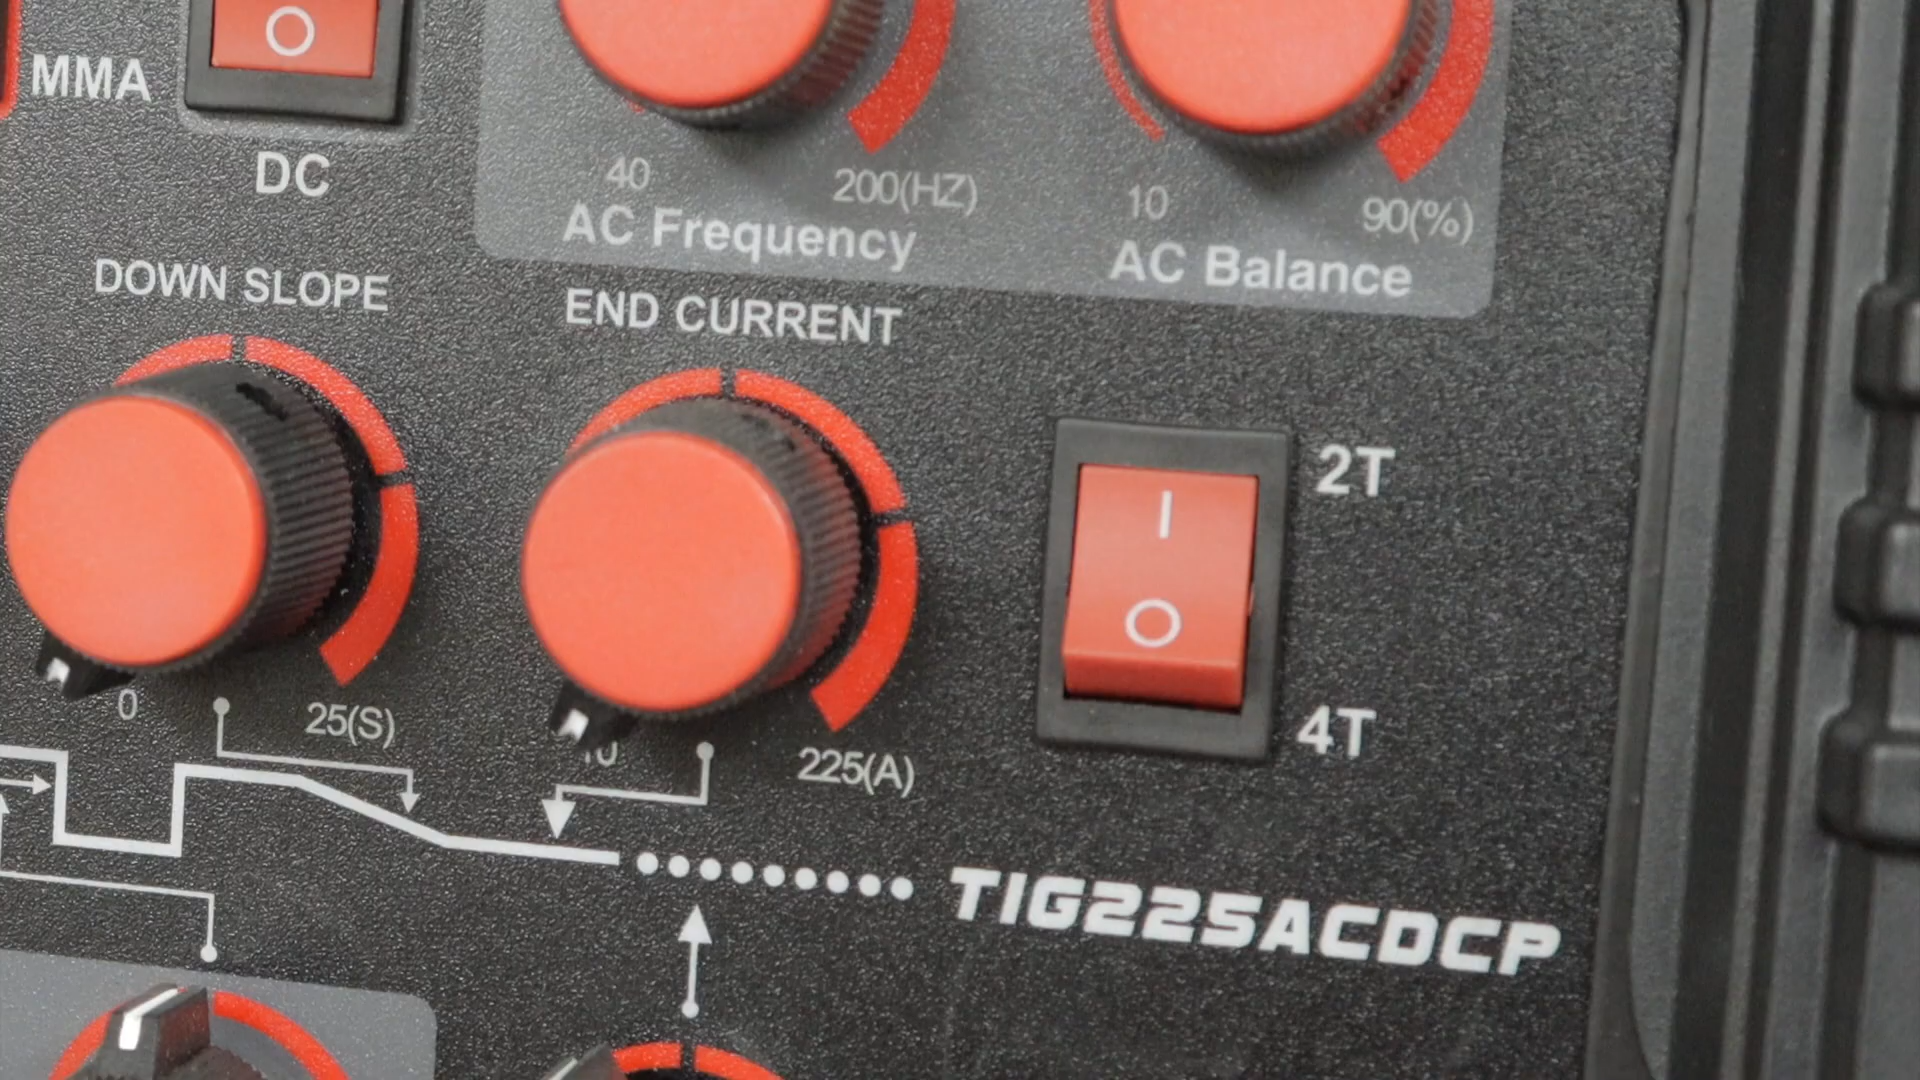 O
MMA
DC
40
200(HZ)
AC Frequency
10
90(%)
AC Balance
DOWN SLOPE
END CURRENT
0
25(S)
10
225(A)
2T
I
O
4T
TIG225ACDCP